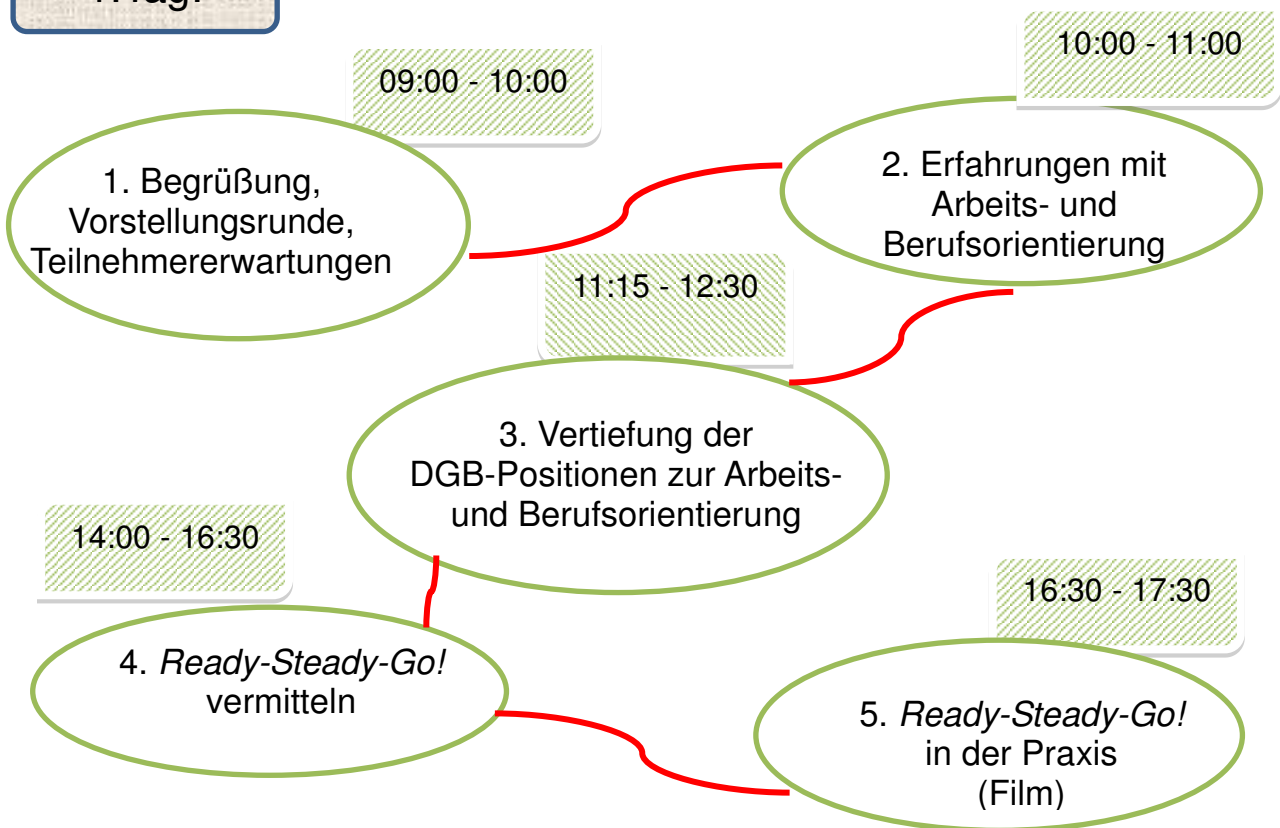 09:00 - 10:00
1. Begrüßung,
Vorstellungsrunde,
Teilnehmererwartungen
10:00 - 11:00
2. Erfahrungen mit
Arbeits- und
Berufsorientierung
11:15 - 12:30
3. Vertiefung der
DGB-Positionen zur Arbeits-
und Berufsorientierung
14:00 - 16:30
4. Ready-Steady-Go!
vermitteln
16:30 - 17:30
5. Ready-Steady-Go!
in der Praxis
(Film)